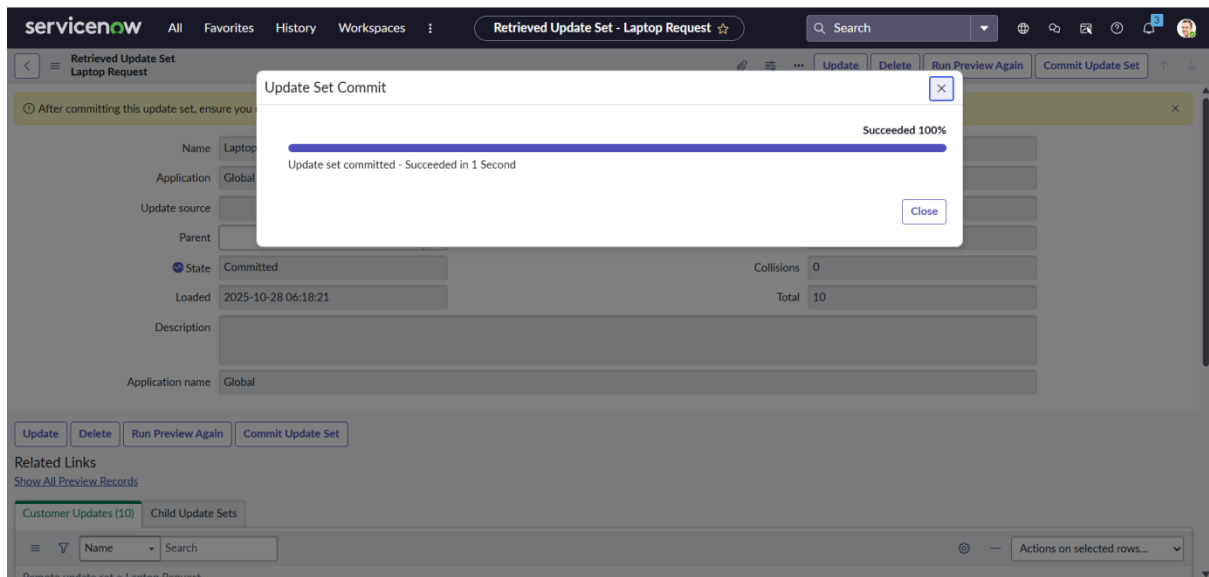 servicenow All Favorites History Workspaces Retrieved Update Set - Laptop Request Search 3
Retrieved Update Set
Laptop Request
Update Delete Run Preview Again Commit Update Set
Update Set Commit
After committing this update set, ensure you
Succeeded 100%
Name Laptop
Update set committed - Succeeded in 1 Second
Application Global
Update source
Close
Parent
State Committed Collisions 0
Loaded 2025-10-28 06:18:21 Total 10
Description
Application name Global
Update Delete Run Preview Again Commit Update Set
Related Links
Show All Preview Records
Customer Updates (10) Child Update Sets
Name Search Actions on selected rows...
Remote update set = Laptop Request